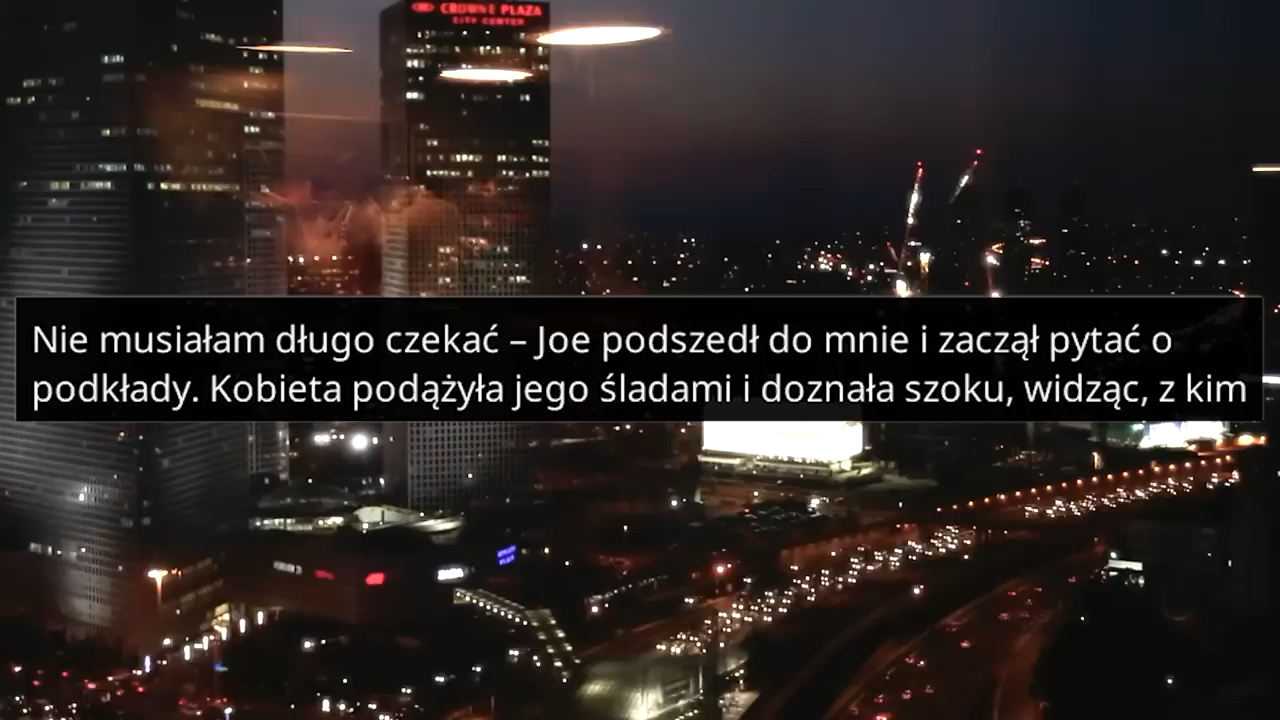 CROWNE PLAZA
CITY CENTER
Nie musiałam długo czekać – Joe podszedł do mnie i zaczął pytać o
podkłady. Kobieta podążyła jego śladami i doznała szoku, widząc, z kim